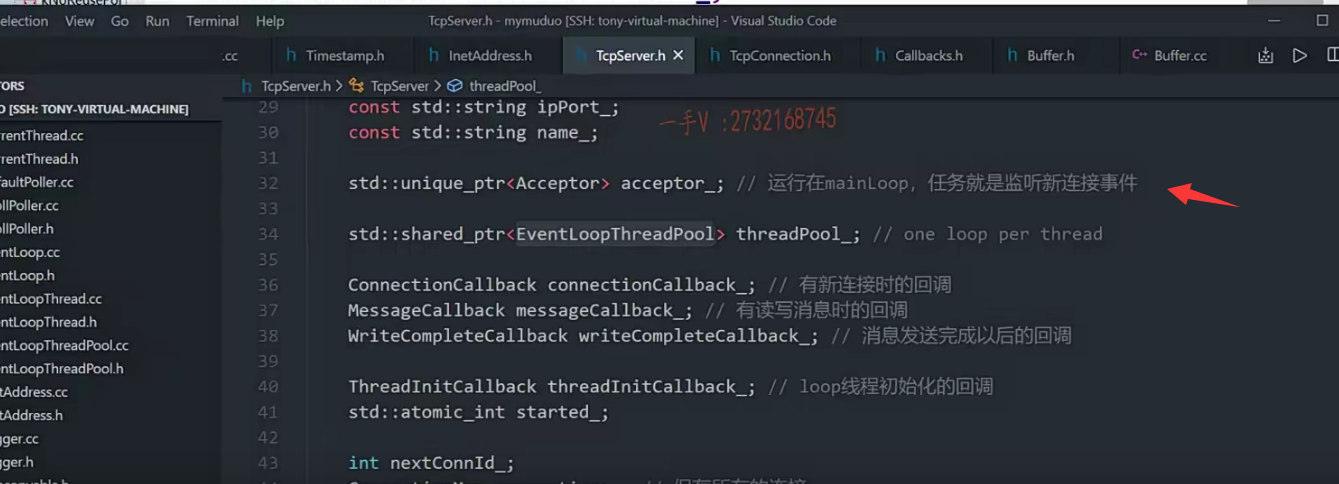 kNoReusePor
election View Go Run Terminal Help
TcpServer.h - mymuduo [SSH: tony-virtual-machine] - Visual Studio Code
.cc Timestamp.h InetAddress.h TcpServer.h TcpConnection.h Callbacks.h Buffer.h Buffer.cc
TORS
TcpServer.h > TcpServer > threadPool_
O [SSH: TONY-VIRTUAL-MACHINE]
rrentThread.cc
rrentThread.h
faultPoller.cc
ollPoller.cc
ollPoller.h
entLoop.cc
entLoop.h
entLoopThread.cc
entLoopThread.h
entLoopThreadPool.cc
entLoopThreadPool.h
tAddress.cc
tAddress.h
gger.cc
gger.h
29 const std::string ipPort_;
一手V :2732168745
30 const std::string name_;
31
32 std::unique_ptr<Acceptor> acceptor_; // 运行在mainLoop，任务就是监听新连接事件
33
34 std::shared_ptr<EventLoopThreadPool> threadPool_; // one loop per thread
35
36 ConnectionCallback connectionCallback_; // 有新连接时的回调
37 MessageCallback messageCallback_; // 有读写消息时的回调
38 WriteCompleteCallback writeCompleteCallback_; // 消息发送完成以后的回调
39
40 ThreadInitCallback threadInitCallback_; // loop线程初始化的回调
41 std::atomic_int started_;
42
43 int nextConnId_;